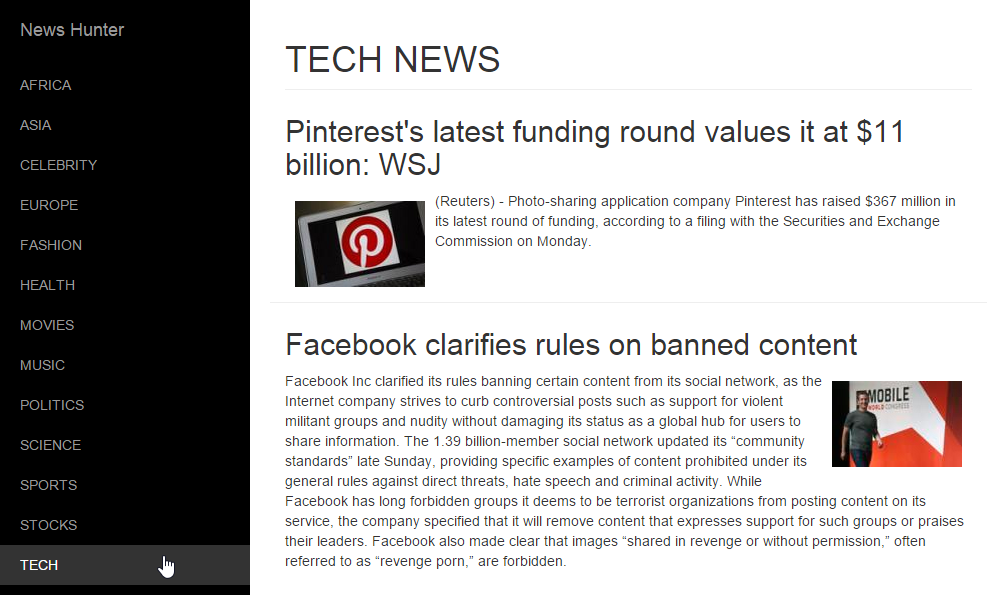 News Hunter
AFRICA
ASIA
CELEBRITY
EUROPE
FASHION
HEALTH
MOVIES
MUSIC
POLITICS
SCIENCE
SPORTS
STOCKS
TECH
TECH NEWS
Pinterest's latest funding round values it at $11
billion: WSJ
(Reuters) - Photo-sharing application company Pinterest has raised $367 million in
its latest round of funding, according to a filing with the Securities and Exchange
Commission on Monday.
Facebook clarifies rules on banned content
Facebook Inc clarified its rules banning certain content from its social network, as the
Internet company strives to curb controversial posts such as support for violent
militant groups and nudity without damaging its status as a global hub for users to
share information. The 1.39 billion-member social network updated its “community
standards” late Sunday, providing specific examples of content prohibited under its
general rules against direct threats, hate speech and criminal activity. While
Facebook has long forbidden groups it deems to be terrorist organizations from posting content on its
service, the company specified that it will remove content that expresses support for such groups or praises
their leaders. Facebook also made clear that images “shared in revenge or without permission,” often
referred to as “revenge porn,” are forbidden.
MOBILE
WORLD CONGRESS